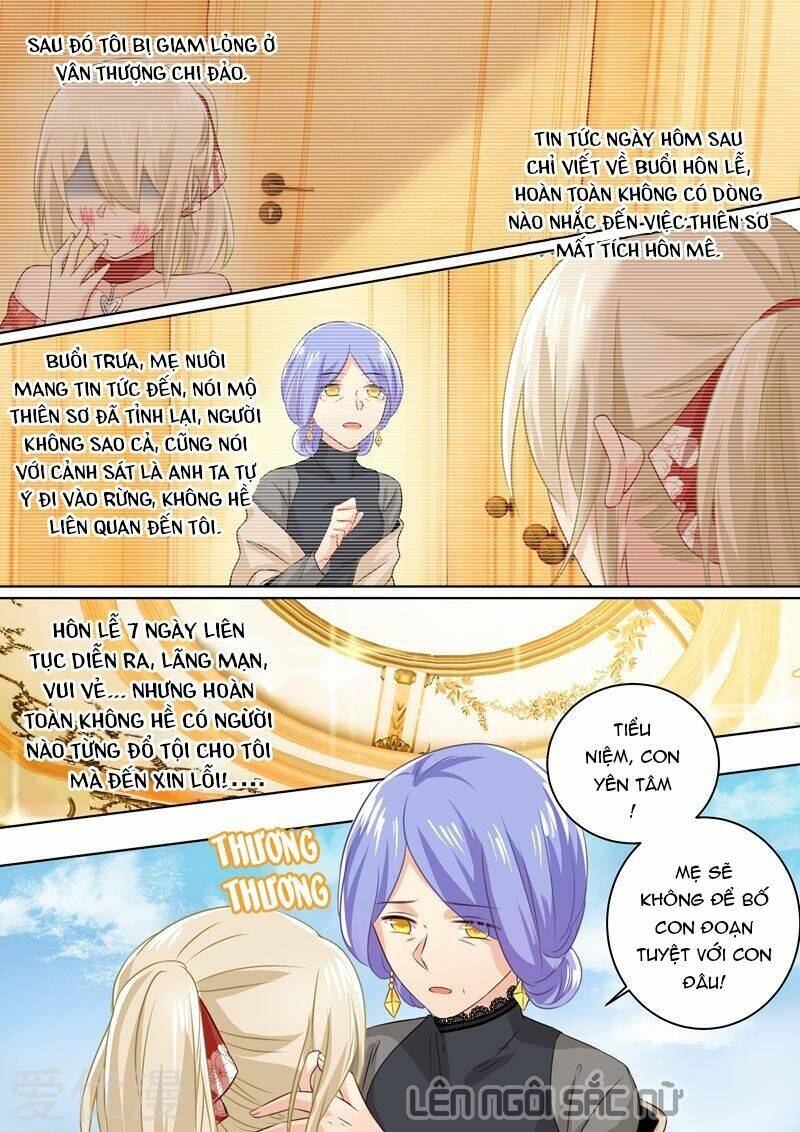 SAU ĐÓ TÔI BỊ GIAM LỎNG Ở
VÂN THƯỢNG CHI ĐẢO.
TIN TỨC NGÀY HÔM SAU
CHỈ VIẾT VỀ BUỔI HÔN LỄ,
HOÀN TOÀN KHÔNG CÓ DÒNG
NÀO NHẮC ĐẾN VIỆC THIÊN SƠ
MẤT TÍCH HÔN MÊ.
BUỔI TRƯA, MẸ NUÔI
MANG TIN TỨC ĐẾN, NÓI MỘ
THIÊN SƠ ĐÃ TỈNH LẠI, NGƯỜI
KHÔNG SAO CẢ, CŨNG NÓI
VỚI CẢNH SÁT LÀ ANH TA TỰ
Ý ĐI VÀO RỪNG, KHÔNG HỀ
LIÊN QUAN ĐẾN TÔI.
HÔN LỄ 7 NGÀY LIÊN
TỤC DIỄN RA, LÃNG MẠN,
VUI VẺ... NHƯNG HOÀN
TOÀN KHÔNG HỀ CÓ NGƯỜI
NÀO TỪNG ĐỔ TỘI CHO TÔI
MÀ ĐẾN XIN LỖI!....
TIỂU
NIỆM, CON
YÊN TÂM
!
MẸ SẼ
KHÔNG ĐỂ BỐ
CON ĐOẠN
TUYỆT VỚI CON
ĐÂU!
THƯƠNG
THƯƠNG
爱优漫
LÊN NGÔI SẮC NỮ